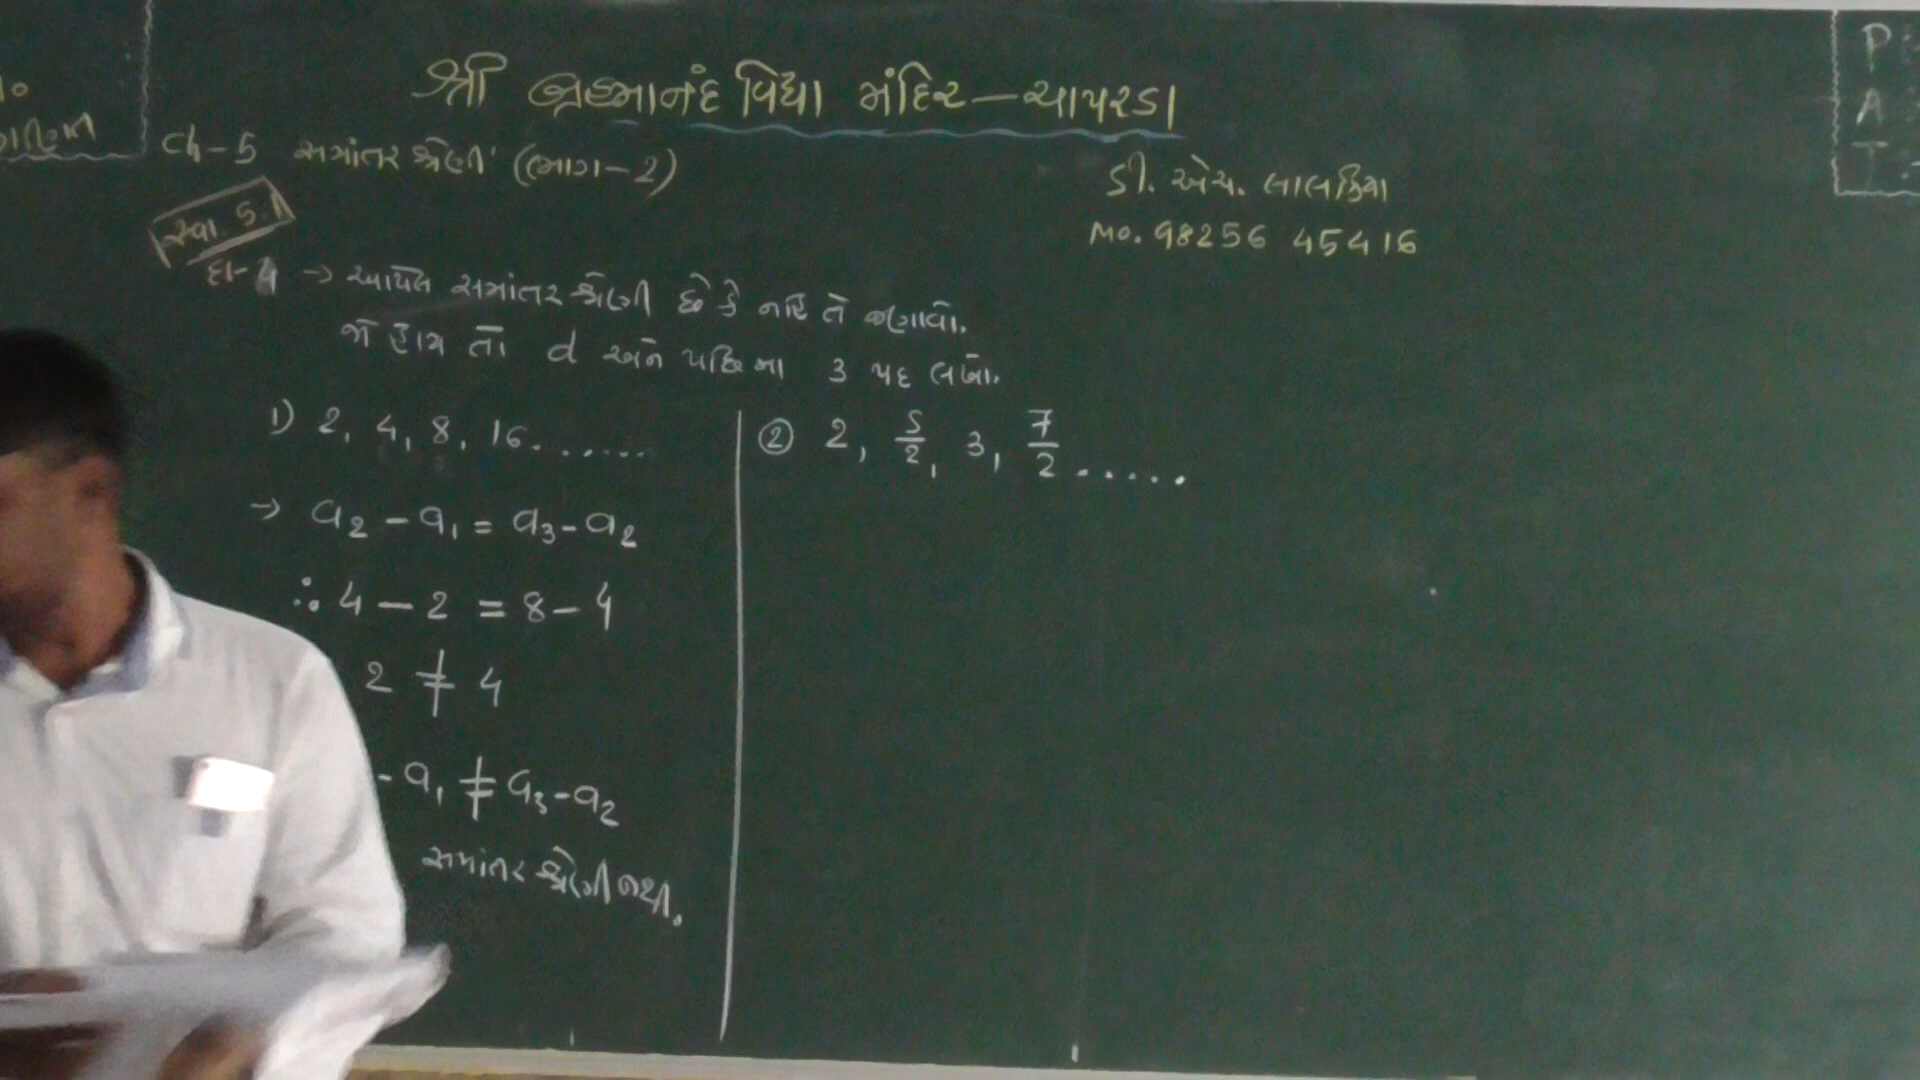 શ્રી બ્રહ્માનંદ વિદ્યા મંદિર – ચાપરડા
Ch-5 સમાંતર શ્રેણી (ભાગ-2)
ડી. એચ. લાલકિયા
Mo. 98256 45416
સ્વા. 5.1
દા-4 → આપેલ સમાંતર શ્રેણી છે કે નહિ તે જણાવો.
જો હોય તો d અને પછિના 3 પદ લખો.
1) 2, 4, 8, 16.......
→ a₂ - a₁ = a₃ - a₂
∴ 4 - 2 = 8 - 4
2 ≠ 4
- a₁ ≠ a₃ - a₂
સમાંતર શ્રેણી નથી.
② 2, 5/2, 3, 7/2 ......
P :
A :
T :